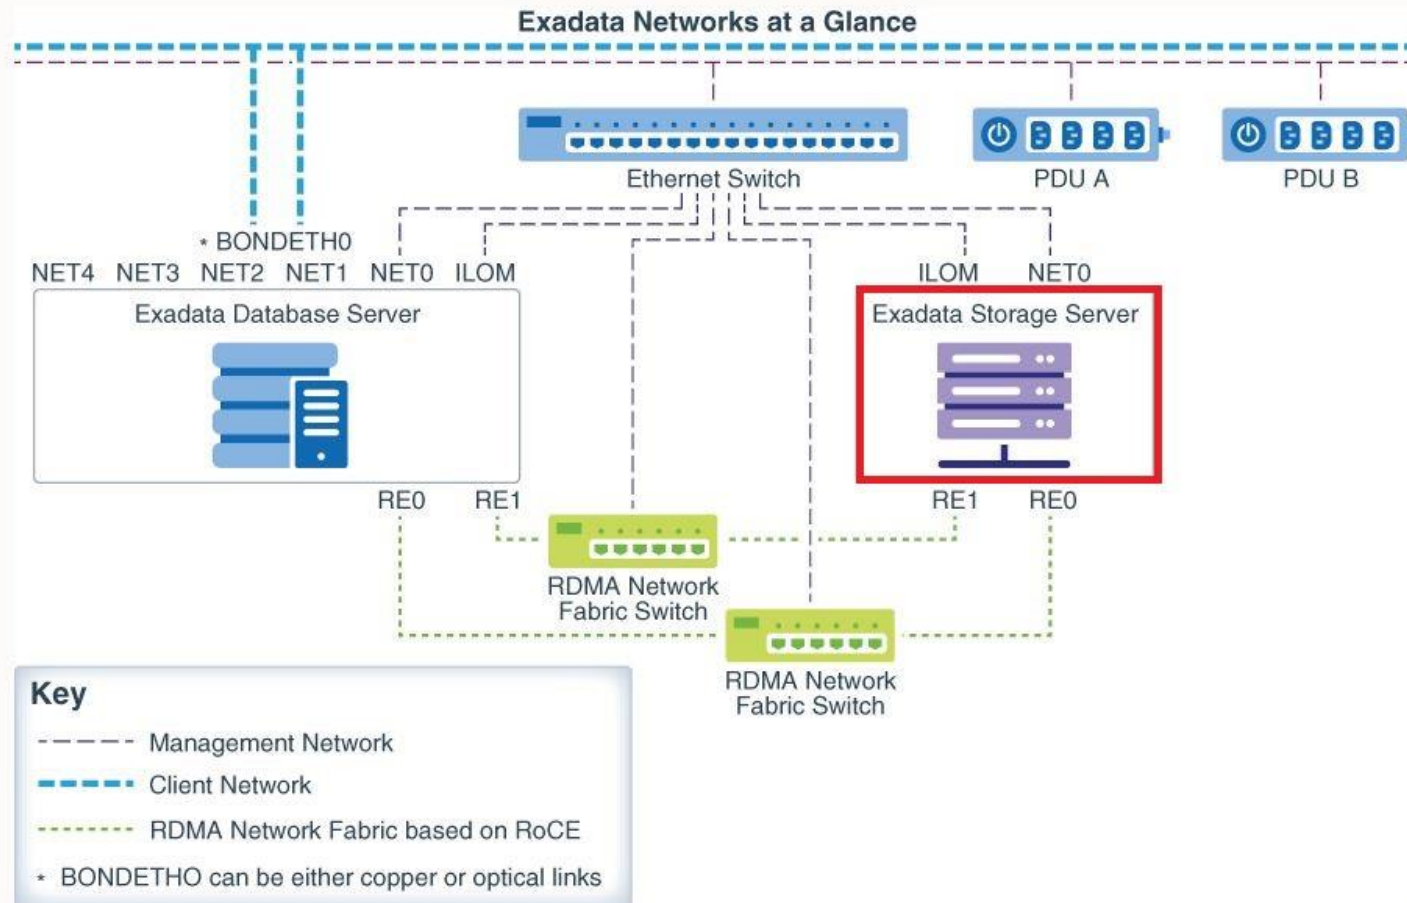 Exadata Networks at a Glance
Ethernet Switch
PDU A
PDU B
* BONDETH0
NET4 NET3 NET2 NET1 NET0 ILOM
ILOM NET0
Exadata Database Server
Exadata Storage Server
RE0 RE1
RE1 RE0
RDMA Network
Fabric Switch
RDMA Network
Fabric Switch
Key
Management Network
Client Network
RDMA Network Fabric based on RoCE
* BONDETHO can be either copper or optical links